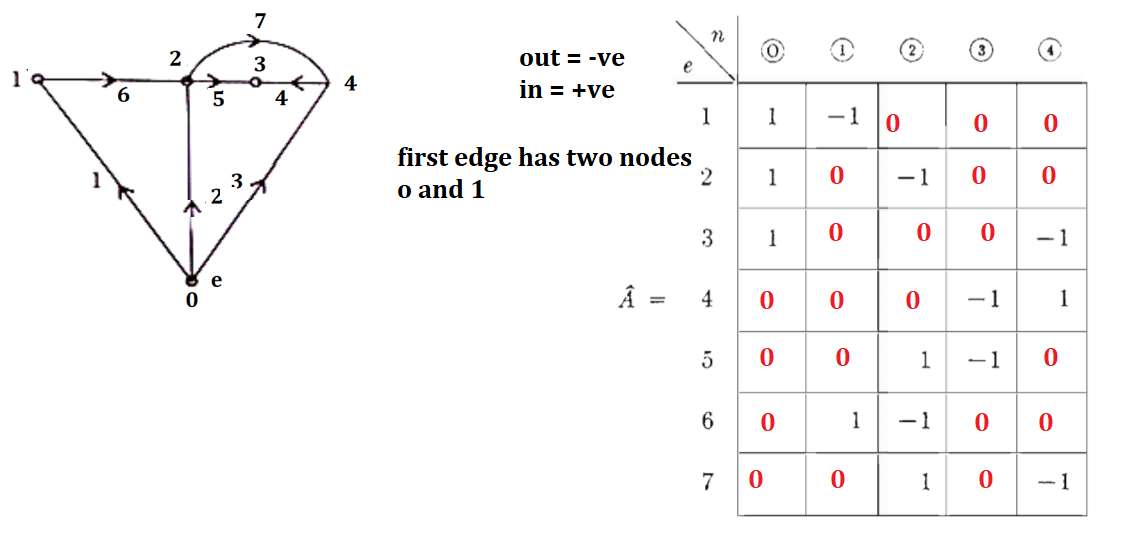 7
2
3
1
4
6
5
4
1
3
2
e
0
out = -ve
in = +ve
first edge has two nodes
o and 1
n
e
0 1 2 3 4
1 1 −1 0 0 0
2 1 0 −1 0 0
3 1 0 0 0 −1
Â = 4 0 0 0 −1 1
5 0 0 1 −1 0
6 0 1 −1 0 0
7 0 0 1 0 −1